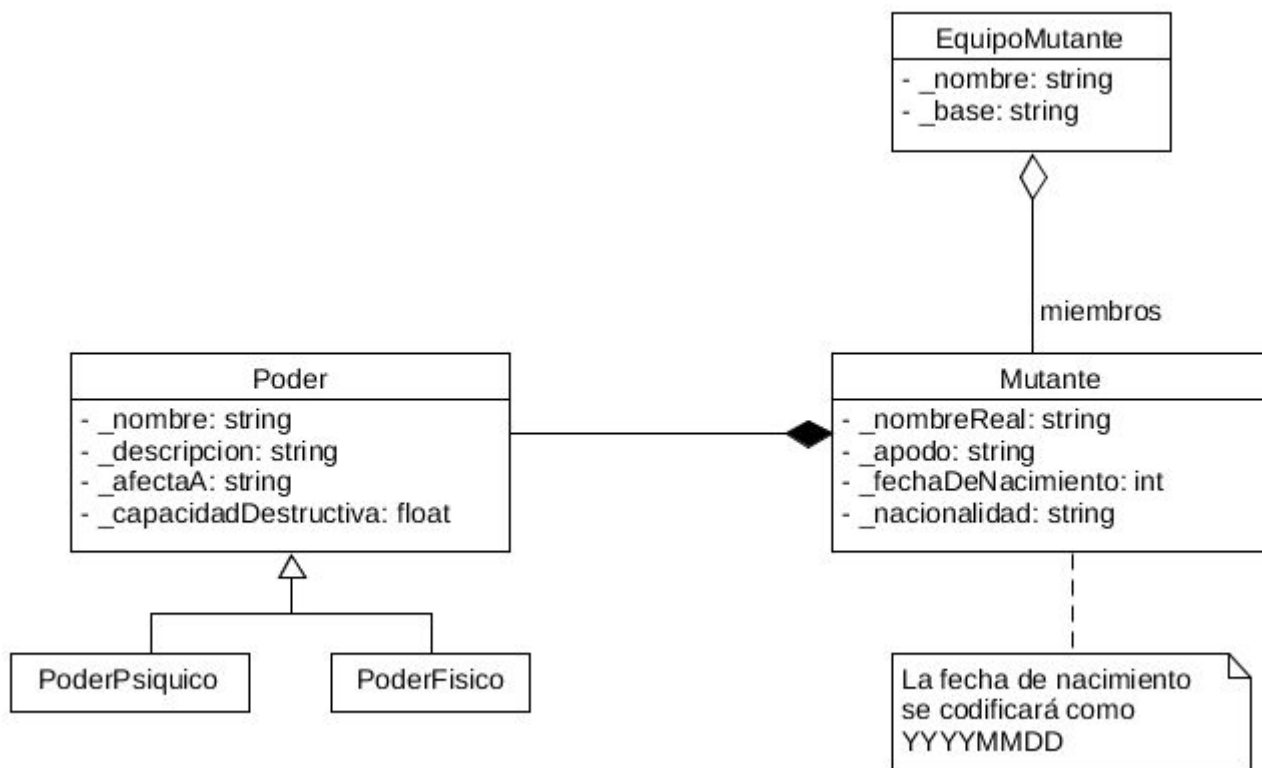 EquipoMutante
- _nombre: string
- _base: string
miembros
Poder
- _nombre: string
- _descripcion: string
- _afectaA: string
- _capacidadDestructiva: float
Mutante
- _nombreReal: string
- _apodo: string
- _fechaDeNacimiento: int
- _nacionalidad: string
PoderPsiquico
PoderFisico
La fecha de nacimiento
se codificará como
YYYYMMDD